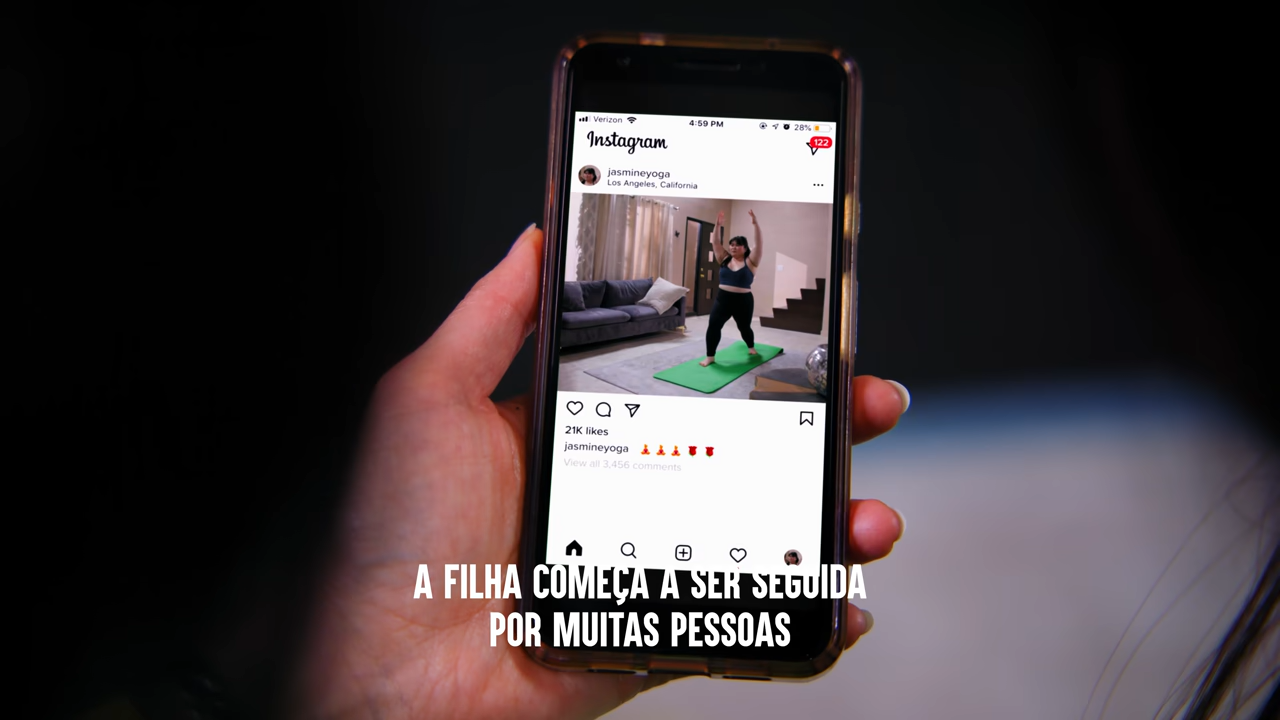 Verizon 4:59 PM 28%
Instagram
122
jasmineyoga
Los Angeles, California
21K likes
jasmineyoga
View all 3,456 comments
A FILHA COMEÇA A SER SEGUIDA
POR MUITAS PESSOAS